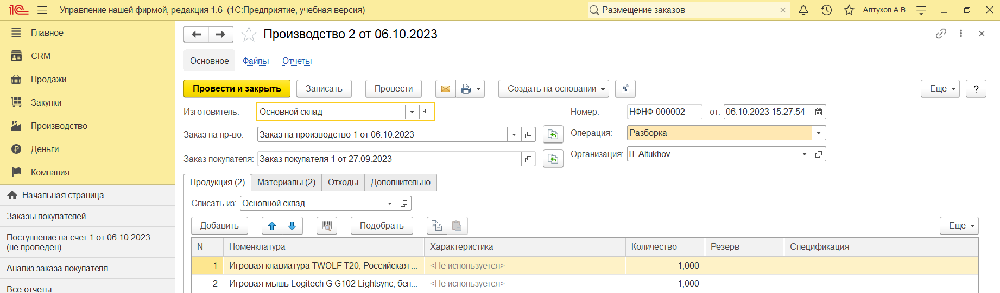 1С Управление нашей фирмой, редакция 1.6 (1С:Предприятие, учебная версия) Размещение заказов Алтухов А.В.
Главное
CRM
Продажи
Закупки
Производство
Деньги
Компания
Начальная страница
Заказы покупателей
Поступление на счет 1 от 06.10.2023
(не проведен)
Анализ заказа покупателя
Все отчеты
Производство 2 от 06.10.2023
Основное Файлы Отчеты
Провести и закрыть Записать Провести Создать на основании Еще ?
Изготовитель: Основной склад Номер: НФНФ-000002 от: 06.10.2023 15:27:54
Заказ на пр-во: Заказ на производство 1 от 06.10.2023 Операция: Разборка
Заказ покупателя: Заказ покупателя 1 от 27.09.2023 Организация: IT-Altukhov
Продукция (2) Материалы (2) Отходы Дополнительно
Списать из: Основной склад
Добавить Подобрать Еще
N Номенклатура Характеристика Количество Резерв Спецификация
1 Игровая клавиатура TWOLF T20, Российская ... <Не используется> 1,000
2 Игровая мышь Logitech G G102 Lightsync, бел... <Не используется> 1,000